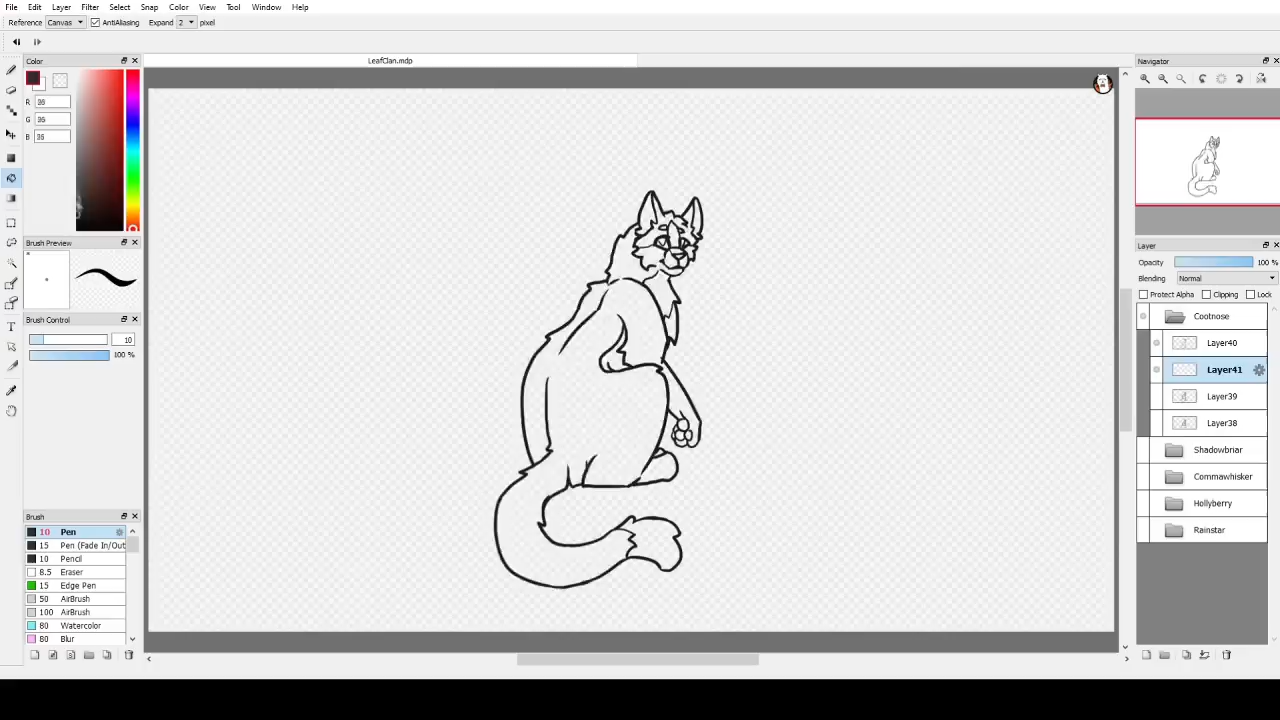 File Edit Layer Filter Select Snap Color View Tool Window Help
Reference Canvas AntiAliasing Expand 2 pixel
Color
LeafClan.mdp
Navigator
R 36
G 36
B 36
Brush Preview
Layer
Opacity 100 %
Blending Normal
Protect Alpha Clipping Lock
Cootnose
Brush Control
10
100 %
Layer40
Layer41
Layer39
Layer38
Shadowbriar
Commawhisker
Hollyberry
Rainstar
Brush
10 Pen
15 Pen (Fade In/Out
10 Pencil
8.5 Eraser
15 Edge Pen
50 AirBrush
100 AirBrush
80 Watercolor
80 Blur